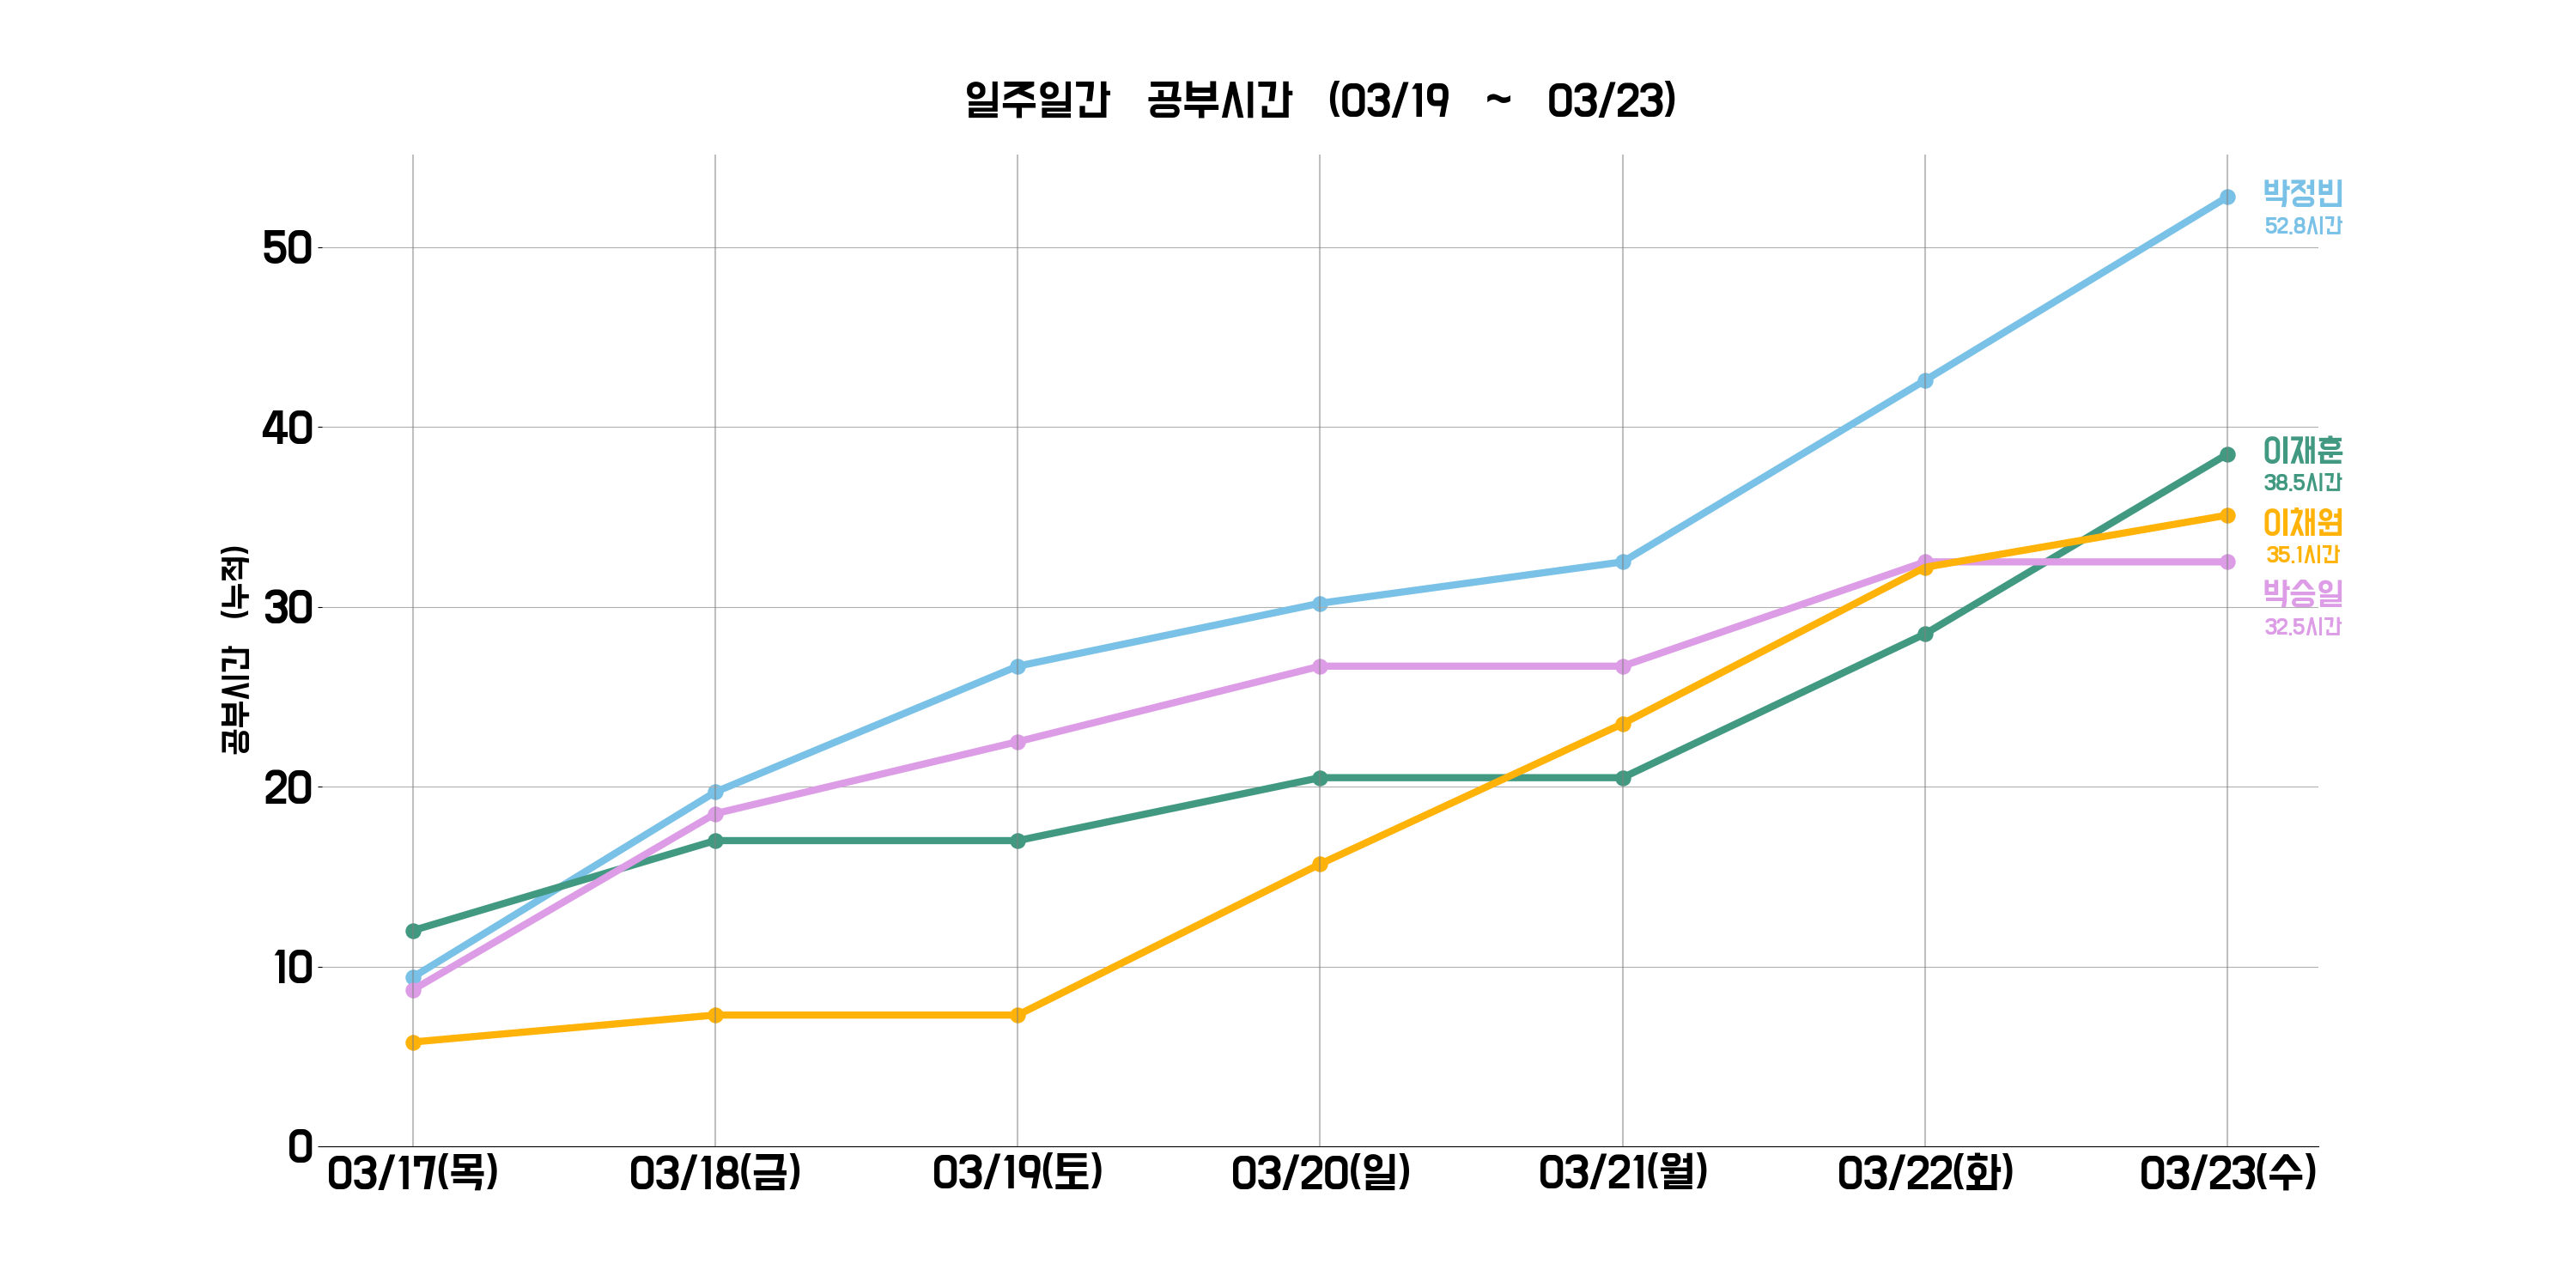 일주일간 공부시간 (03/19 ~ 03/23)
공부시간 (누적)
50
40
30
20
10
0
03/17(목) 03/18(금) 03/19(토) 03/20(일) 03/21(월) 03/22(화) 03/23(수)
박정빈
52.8시간
이재훈
38.5시간
이채원
35.1시간
박승일
32.5시간